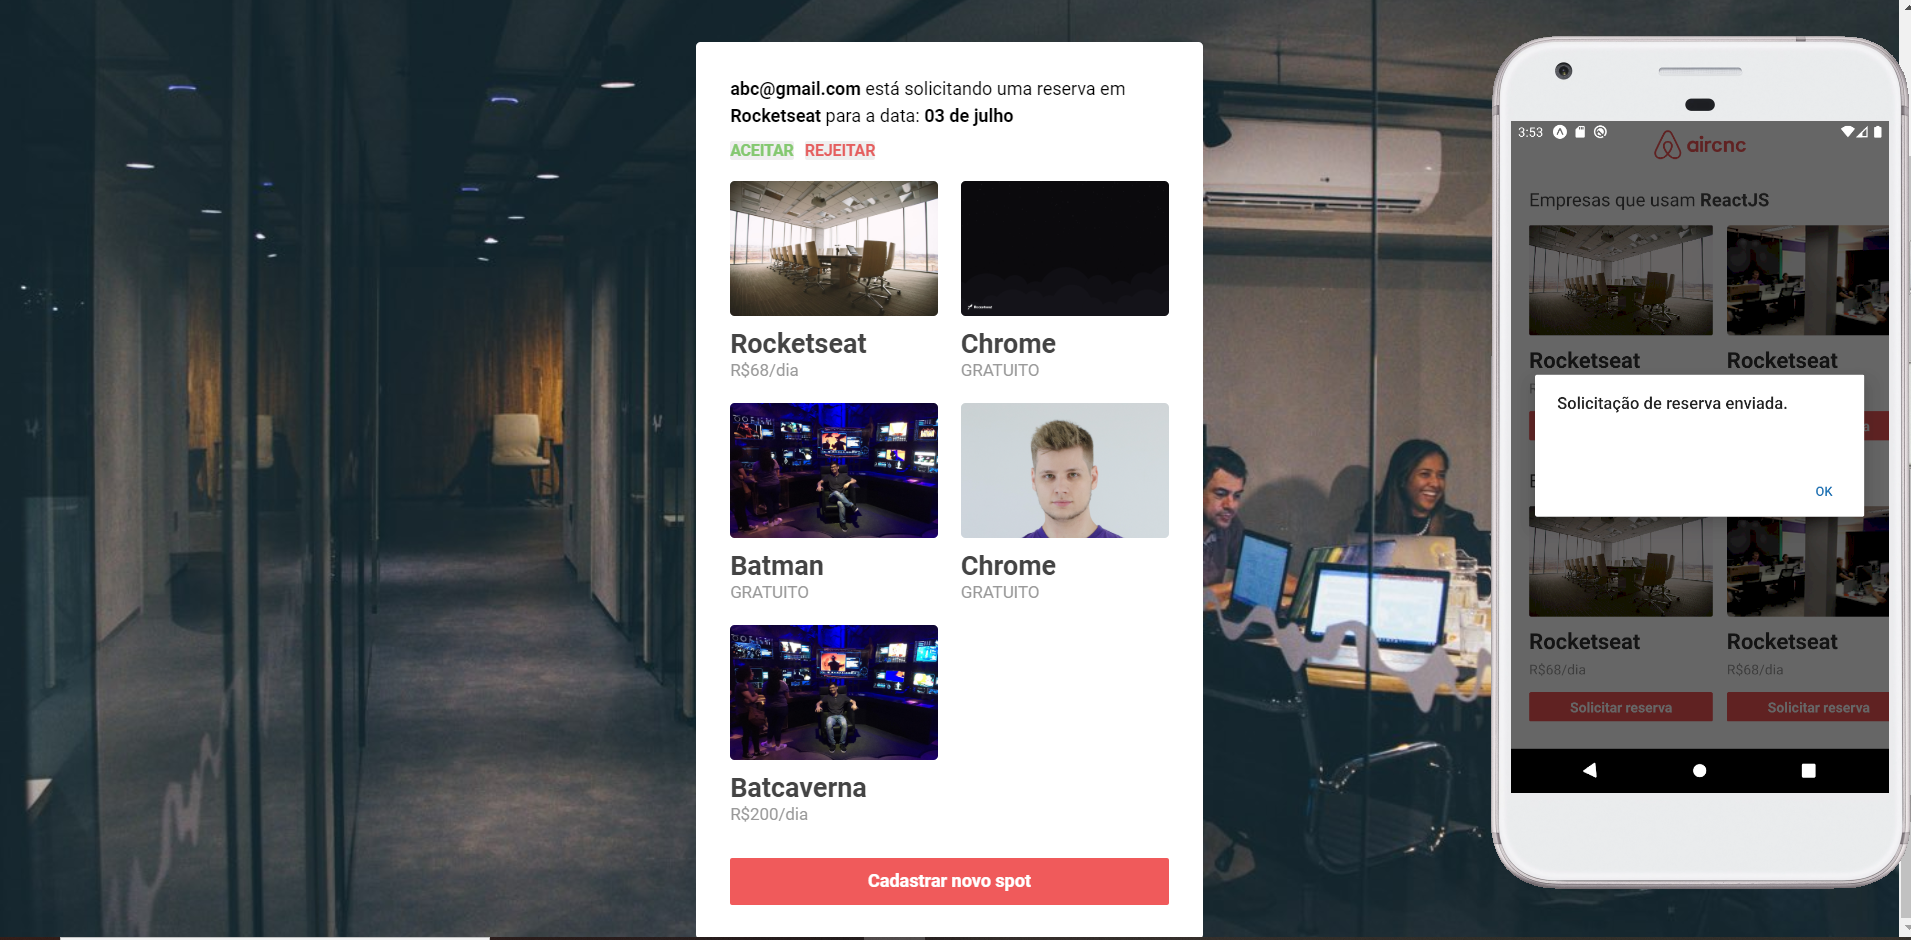 abc@gmail.com está solicitando uma reserva em
Rocketseat para a data: 03 de julho
ACEITAR REJEITAR
Rocketseat
R$68/dia
Chrome
GRATUITO
Batman
GRATUITO
Chrome
GRATUITO
Batcaverna
R$200/dia
Cadastrar novo spot
3:53
aircnc
Empresas que usam ReactJS
Rocketseat
Rocketseat
Solicitação de reserva enviada.
OK
Rocketseat
Rocketseat
R$68/dia
R$68/dia
Solicitar reserva
Solicitar reserva